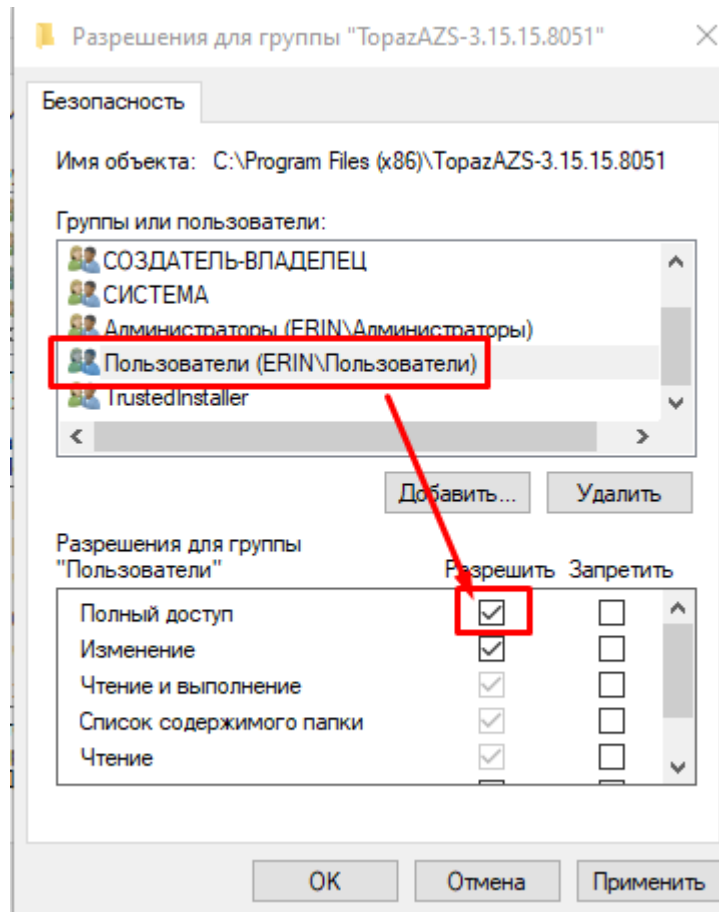 Разрешения для группы "TopazAZS-3.15.15.8051"
Безопасность
Имя объекта: C:\Program Files (x86)\TopazAZS-3.15.15.8051
Группы или пользователи:
СОЗДАТЕЛЬ-ВЛАДЕЛЕЦ
СИСТЕМА
Администраторы (ERIN\Администраторы)
Пользователи (ERIN\Пользователи)
TrustedInstaller
Добавить... Удалить
Разрешения для группы
"Пользователи" Разрешить Запретить
Полный доступ
Изменение
Чтение и выполнение
Список содержимого папки
Чтение
OK Отмена Применить